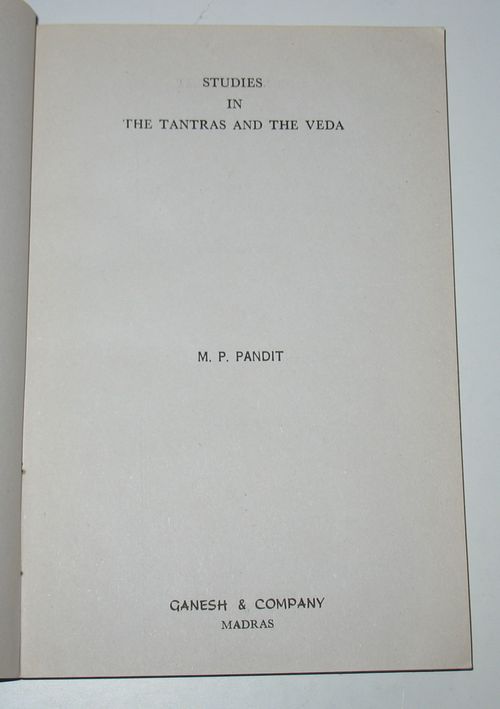 STUDIES
IN
THE TANTRAS AND THE VEDA
M. P. PANDIT
GANESH & COMPANY
MADRAS